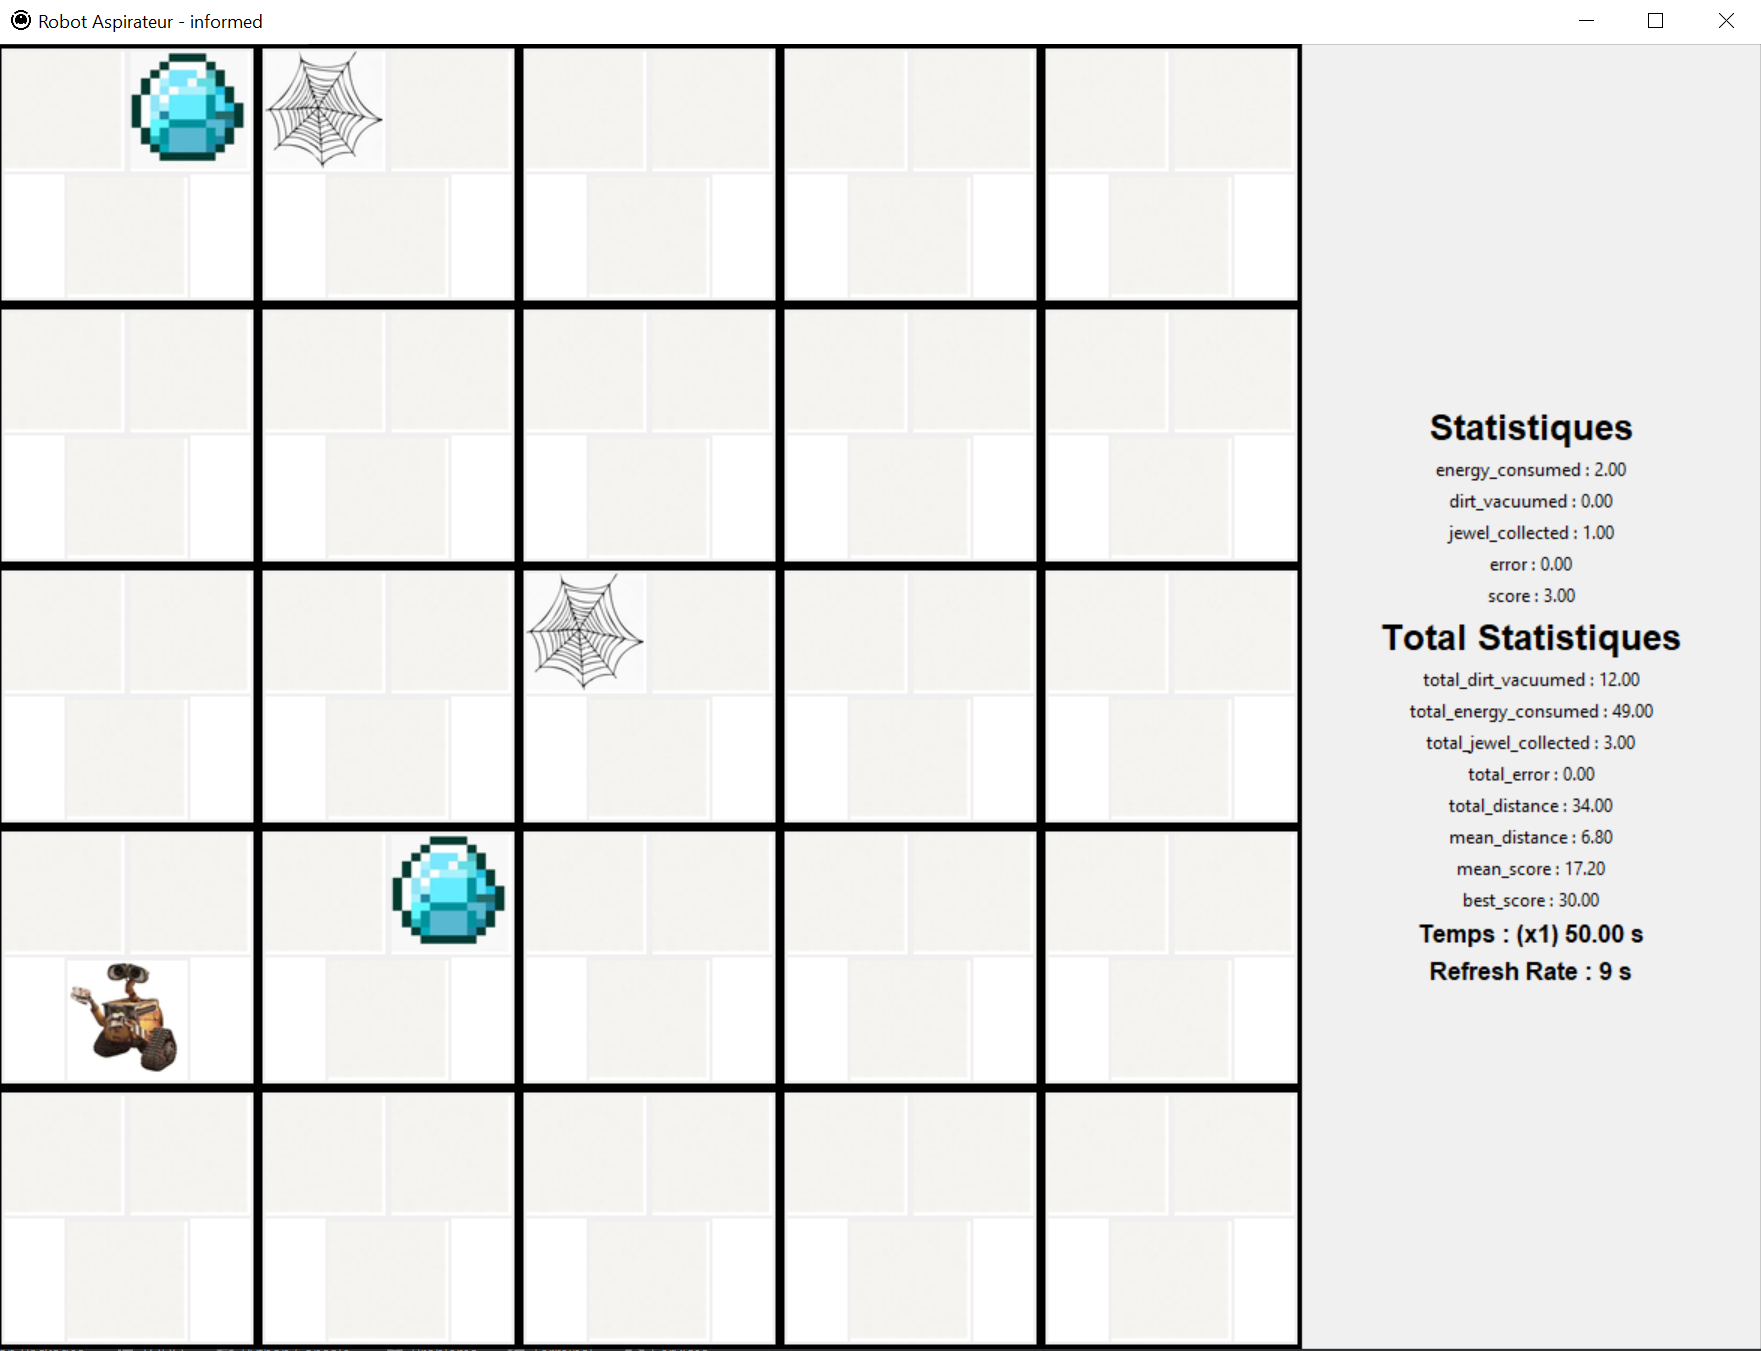 Robot Aspirateur - informed
Statistiques
energy_consumed : 2.00
dirt_vacuumed : 0.00
jewel_collected : 1.00
error : 0.00
score : 3.00
Total Statistiques
total_dirt_vacuumed : 12.00
total_energy_consumed : 49.00
total_jewel_collected : 3.00
total_error : 0.00
total_distance : 34.00
mean_distance : 6.80
mean_score : 17.20
best_score : 30.00
Temps : (x1) 50.00 s
Refresh Rate : 9 s